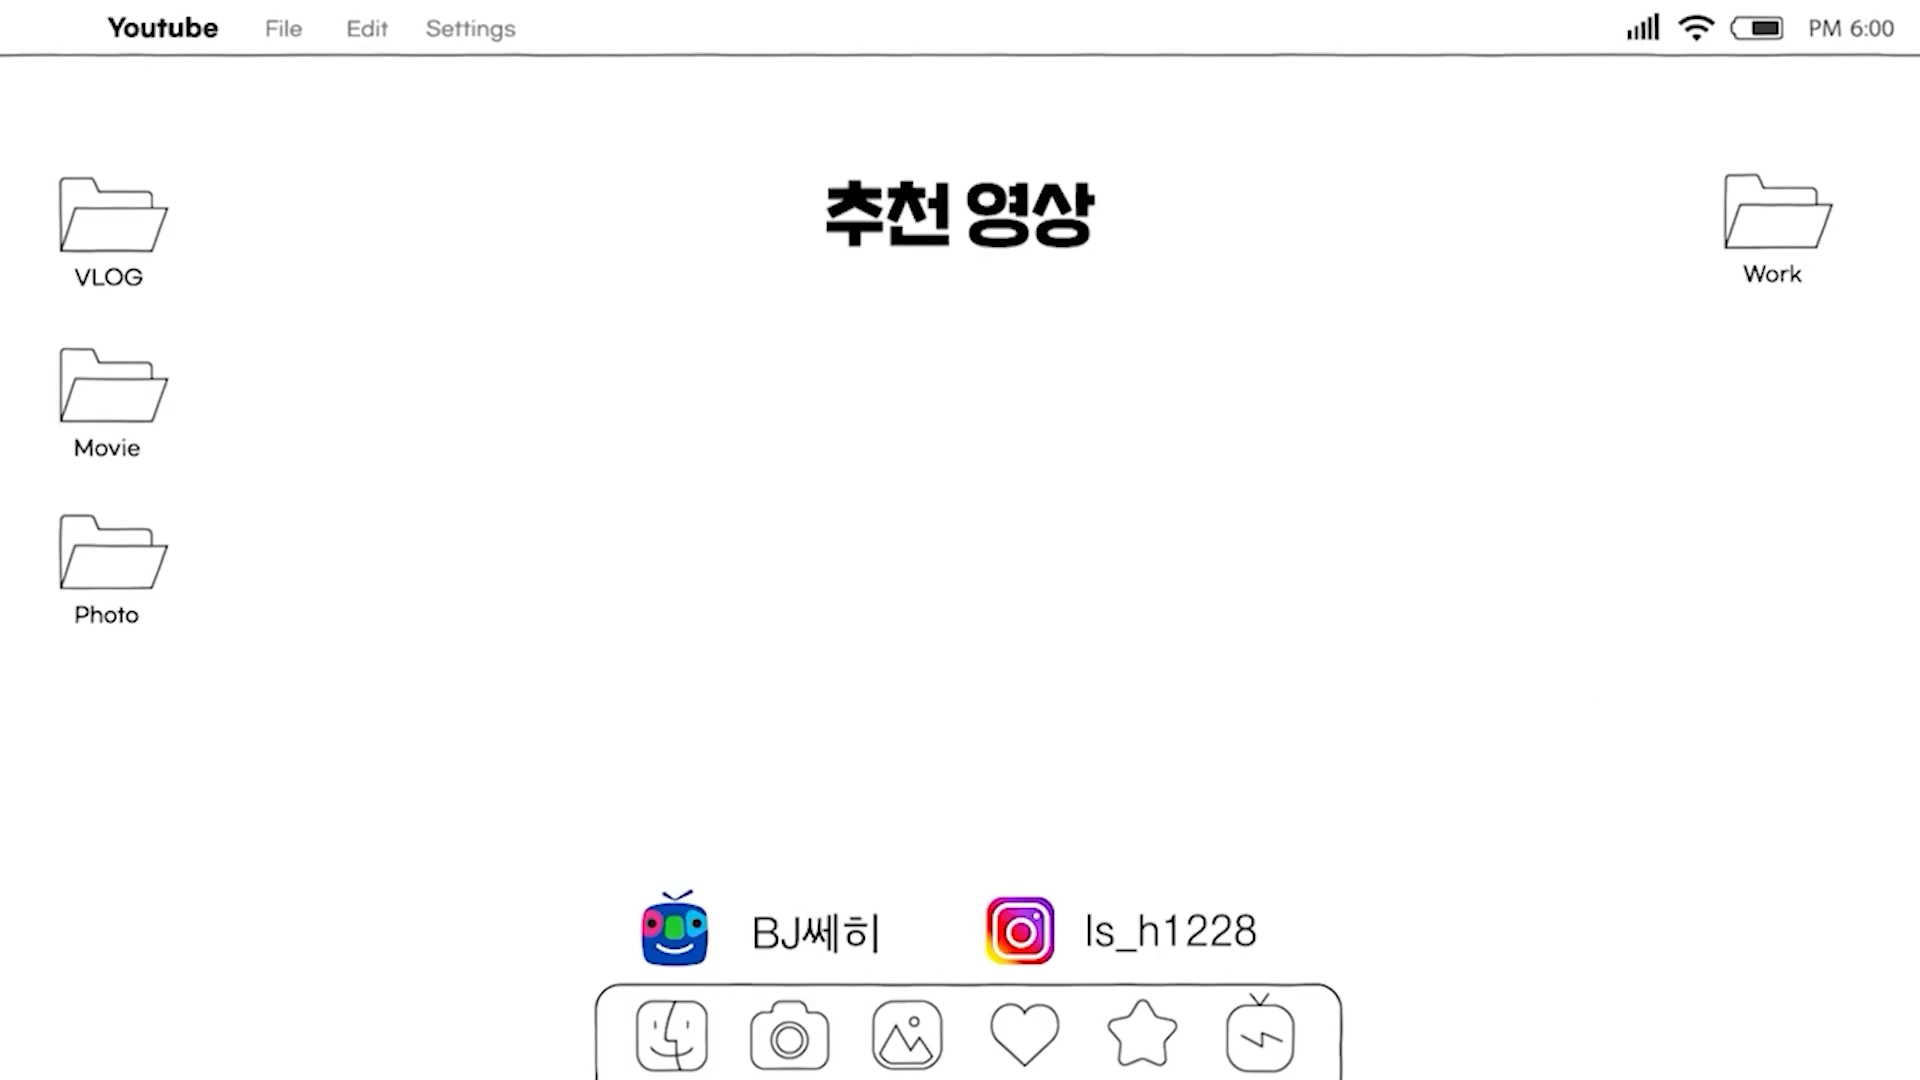 Youtube File Edit Settings PM 6:00
추천 영상
VLOG
Work
Movie
Photo
BJ쎄히 ls_h1228